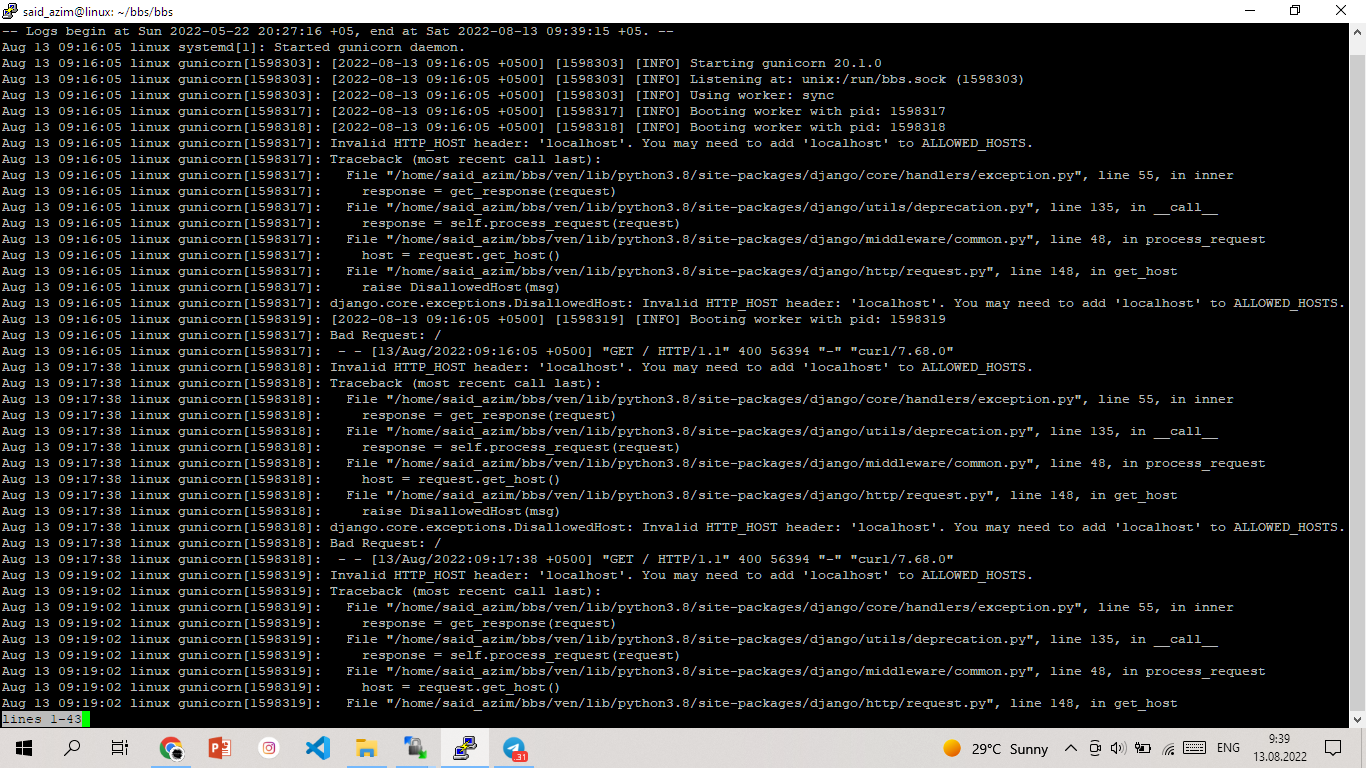 said_azim@linux: ~/bbs/bbs
-- Logs begin at Sun 2022-05-22 20:27:16 +05, end at Sat 2022-08-13 09:39:15 +05. --
Aug 13 09:16:05 linux systemd[1]: Started gunicorn daemon.
Aug 13 09:16:05 linux gunicorn[1598303]: [2022-08-13 09:16:05 +0500] [1598303] [INFO] Starting gunicorn 20.1.0
Aug 13 09:16:05 linux gunicorn[1598303]: [2022-08-13 09:16:05 +0500] [1598303] [INFO] Listening at: unix:/run/bbs.sock (1598303)
Aug 13 09:16:05 linux gunicorn[1598303]: [2022-08-13 09:16:05 +0500] [1598303] [INFO] Using worker: sync
Aug 13 09:16:05 linux gunicorn[1598317]: [2022-08-13 09:16:05 +0500] [1598317] [INFO] Booting worker with pid: 1598317
Aug 13 09:16:05 linux gunicorn[1598318]: [2022-08-13 09:16:05 +0500] [1598318] [INFO] Booting worker with pid: 1598318
Aug 13 09:16:05 linux gunicorn[1598317]: Invalid HTTP_HOST header: 'localhost'. You may need to add 'localhost' to ALLOWED_HOSTS.
Aug 13 09:16:05 linux gunicorn[1598317]: Traceback (most recent call last):
Aug 13 09:16:05 linux gunicorn[1598317]:   File "/home/said_azim/bbs/ven/lib/python3.8/site-packages/django/core/handlers/exception.py", line 55, in inner
Aug 13 09:16:05 linux gunicorn[1598317]:     response = get_response(request)
Aug 13 09:16:05 linux gunicorn[1598317]:   File "/home/said_azim/bbs/ven/lib/python3.8/site-packages/django/utils/deprecation.py", line 135, in __call__
Aug 13 09:16:05 linux gunicorn[1598317]:     response = self.process_request(request)
Aug 13 09:16:05 linux gunicorn[1598317]:   File "/home/said_azim/bbs/ven/lib/python3.8/site-packages/django/middleware/common.py", line 48, in process_request
Aug 13 09:16:05 linux gunicorn[1598317]:     host = request.get_host()
Aug 13 09:16:05 linux gunicorn[1598317]:   File "/home/said_azim/bbs/ven/lib/python3.8/site-packages/django/http/request.py", line 148, in get_host
Aug 13 09:16:05 linux gunicorn[1598317]:     raise DisallowedHost(msg)
Aug 13 09:16:05 linux gunicorn[1598317]: django.core.exceptions.DisallowedHost: Invalid HTTP_HOST header: 'localhost'. You may need to add 'localhost' to ALLOWED_HOSTS.
Aug 13 09:16:05 linux gunicorn[1598319]: [2022-08-13 09:16:05 +0500] [1598319] [INFO] Booting worker with pid: 1598319
Aug 13 09:16:05 linux gunicorn[1598317]: Bad Request: /
Aug 13 09:16:05 linux gunicorn[1598317]:  - - [13/Aug/2022:09:16:05 +0500] "GET / HTTP/1.1" 400 56394 "-" "curl/7.68.0"
Aug 13 09:17:38 linux gunicorn[1598318]: Invalid HTTP_HOST header: 'localhost'. You may need to add 'localhost' to ALLOWED_HOSTS.
Aug 13 09:17:38 linux gunicorn[1598318]: Traceback (most recent call last):
Aug 13 09:17:38 linux gunicorn[1598318]:   File "/home/said_azim/bbs/ven/lib/python3.8/site-packages/django/core/handlers/exception.py", line 55, in inner
Aug 13 09:17:38 linux gunicorn[1598318]:     response = get_response(request)
Aug 13 09:17:38 linux gunicorn[1598318]:   File "/home/said_azim/bbs/ven/lib/python3.8/site-packages/django/utils/deprecation.py", line 135, in __call__
Aug 13 09:17:38 linux gunicorn[1598318]:     response = self.process_request(request)
Aug 13 09:17:38 linux gunicorn[1598318]:   File "/home/said_azim/bbs/ven/lib/python3.8/site-packages/django/middleware/common.py", line 48, in process_request
Aug 13 09:17:38 linux gunicorn[1598318]:     host = request.get_host()
Aug 13 09:17:38 linux gunicorn[1598318]:   File "/home/said_azim/bbs/ven/lib/python3.8/site-packages/django/http/request.py", line 148, in get_host
Aug 13 09:17:38 linux gunicorn[1598318]:     raise DisallowedHost(msg)
Aug 13 09:17:38 linux gunicorn[1598318]: django.core.exceptions.DisallowedHost: Invalid HTTP_HOST header: 'localhost'. You may need to add 'localhost' to ALLOWED_HOSTS.
Aug 13 09:17:38 linux gunicorn[1598318]: Bad Request: /
Aug 13 09:17:38 linux gunicorn[1598318]:  - - [13/Aug/2022:09:17:38 +0500] "GET / HTTP/1.1" 400 56394 "-" "curl/7.68.0"
Aug 13 09:19:02 linux gunicorn[1598319]: Invalid HTTP_HOST header: 'localhost'. You may need to add 'localhost' to ALLOWED_HOSTS.
Aug 13 09:19:02 linux gunicorn[1598319]: Traceback (most recent call last):
Aug 13 09:19:02 linux gunicorn[1598319]:   File "/home/said_azim/bbs/ven/lib/python3.8/site-packages/django/core/handlers/exception.py", line 55, in inner
Aug 13 09:19:02 linux gunicorn[1598319]:     response = get_response(request)
Aug 13 09:19:02 linux gunicorn[1598319]:   File "/home/said_azim/bbs/ven/lib/python3.8/site-packages/django/utils/deprecation.py", line 135, in __call__
Aug 13 09:19:02 linux gunicorn[1598319]:     response = self.process_request(request)
Aug 13 09:19:02 linux gunicorn[1598319]:   File "/home/said_azim/bbs/ven/lib/python3.8/site-packages/django/middleware/common.py", line 48, in process_request
Aug 13 09:19:02 linux gunicorn[1598319]:     host = request.get_host()
Aug 13 09:19:02 linux gunicorn[1598319]:   File "/home/said_azim/bbs/ven/lib/python3.8/site-packages/django/http/request.py", line 148, in get_host
lines 1-43
29°C Sunny
ENG
9:39
13.08.2022
31